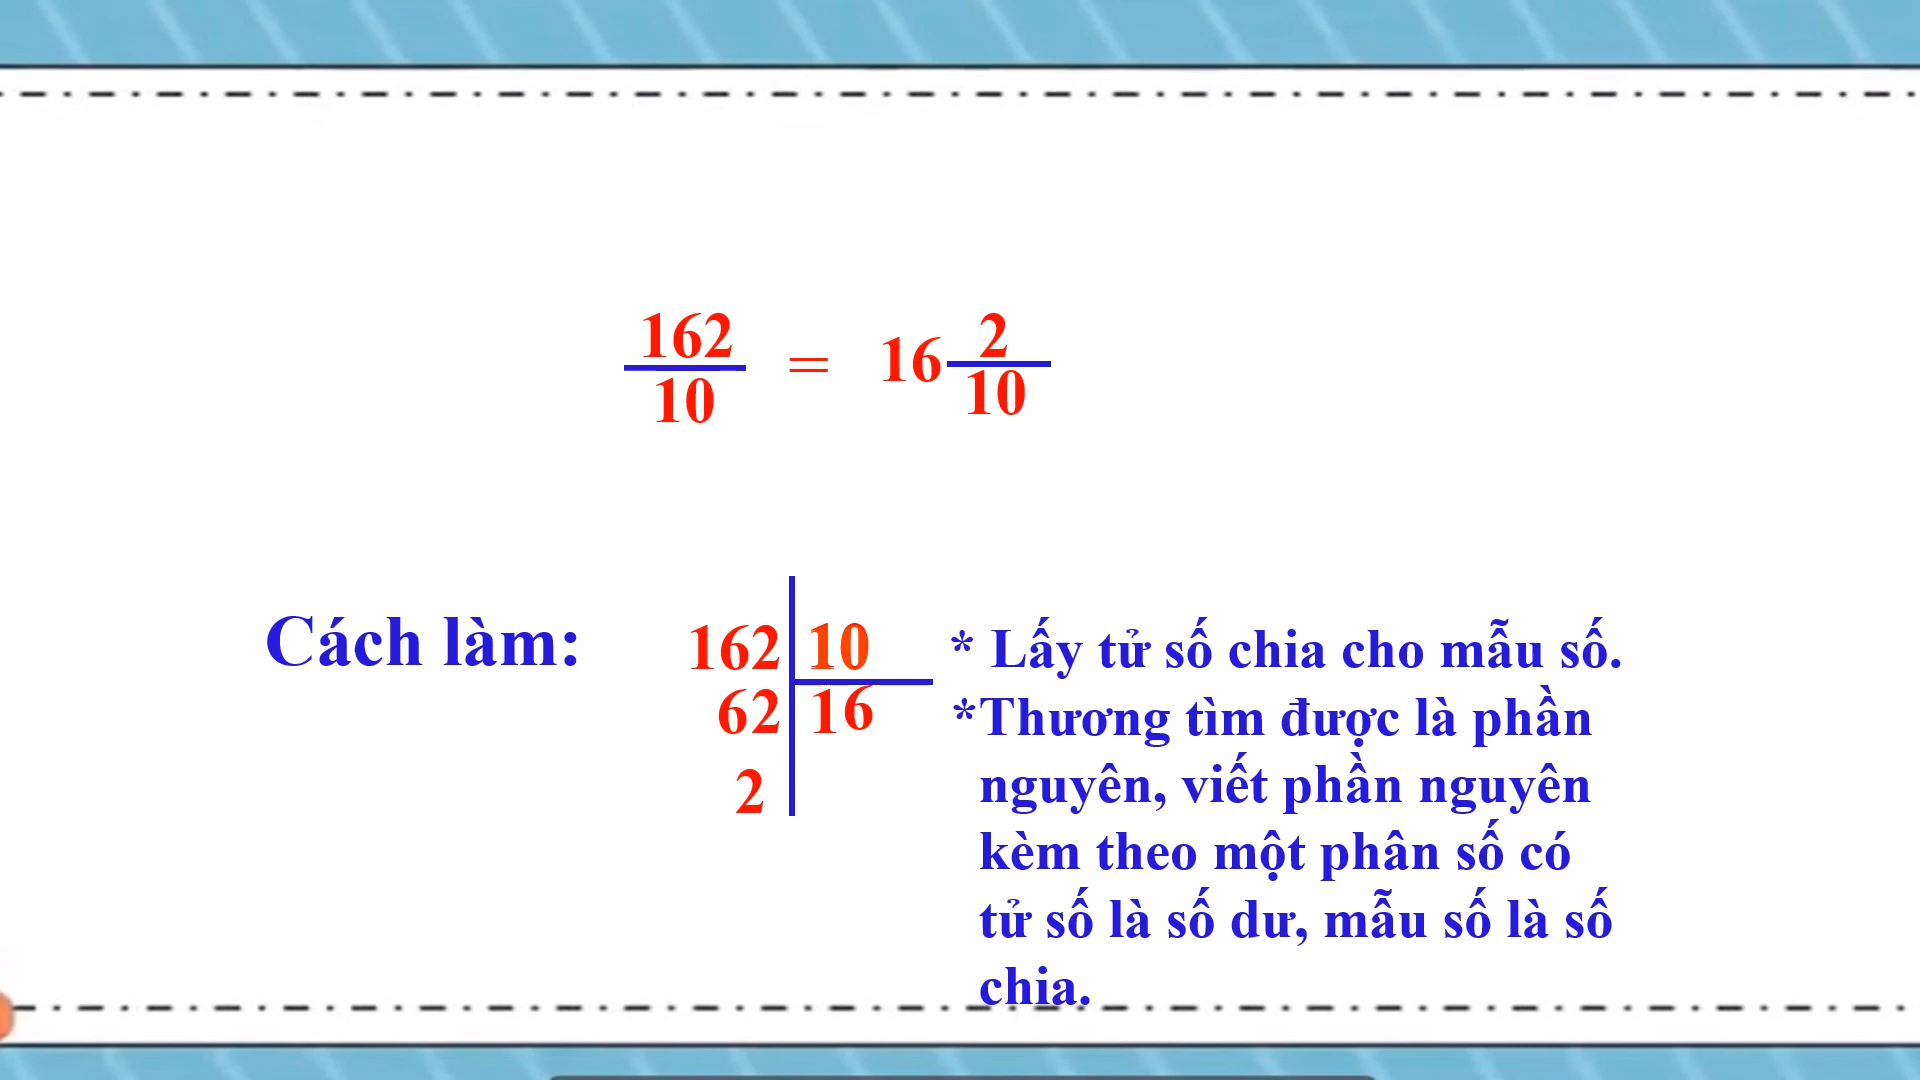 162
10
=
16
2
10
Cách làm:
162
10
62
16
2
* Lấy tử số chia cho mẫu số.
*Thương tìm được là phần
nguyên, viết phần nguyên
kèm theo một phân số có
tử số là số dư, mẫu số là số
chia.